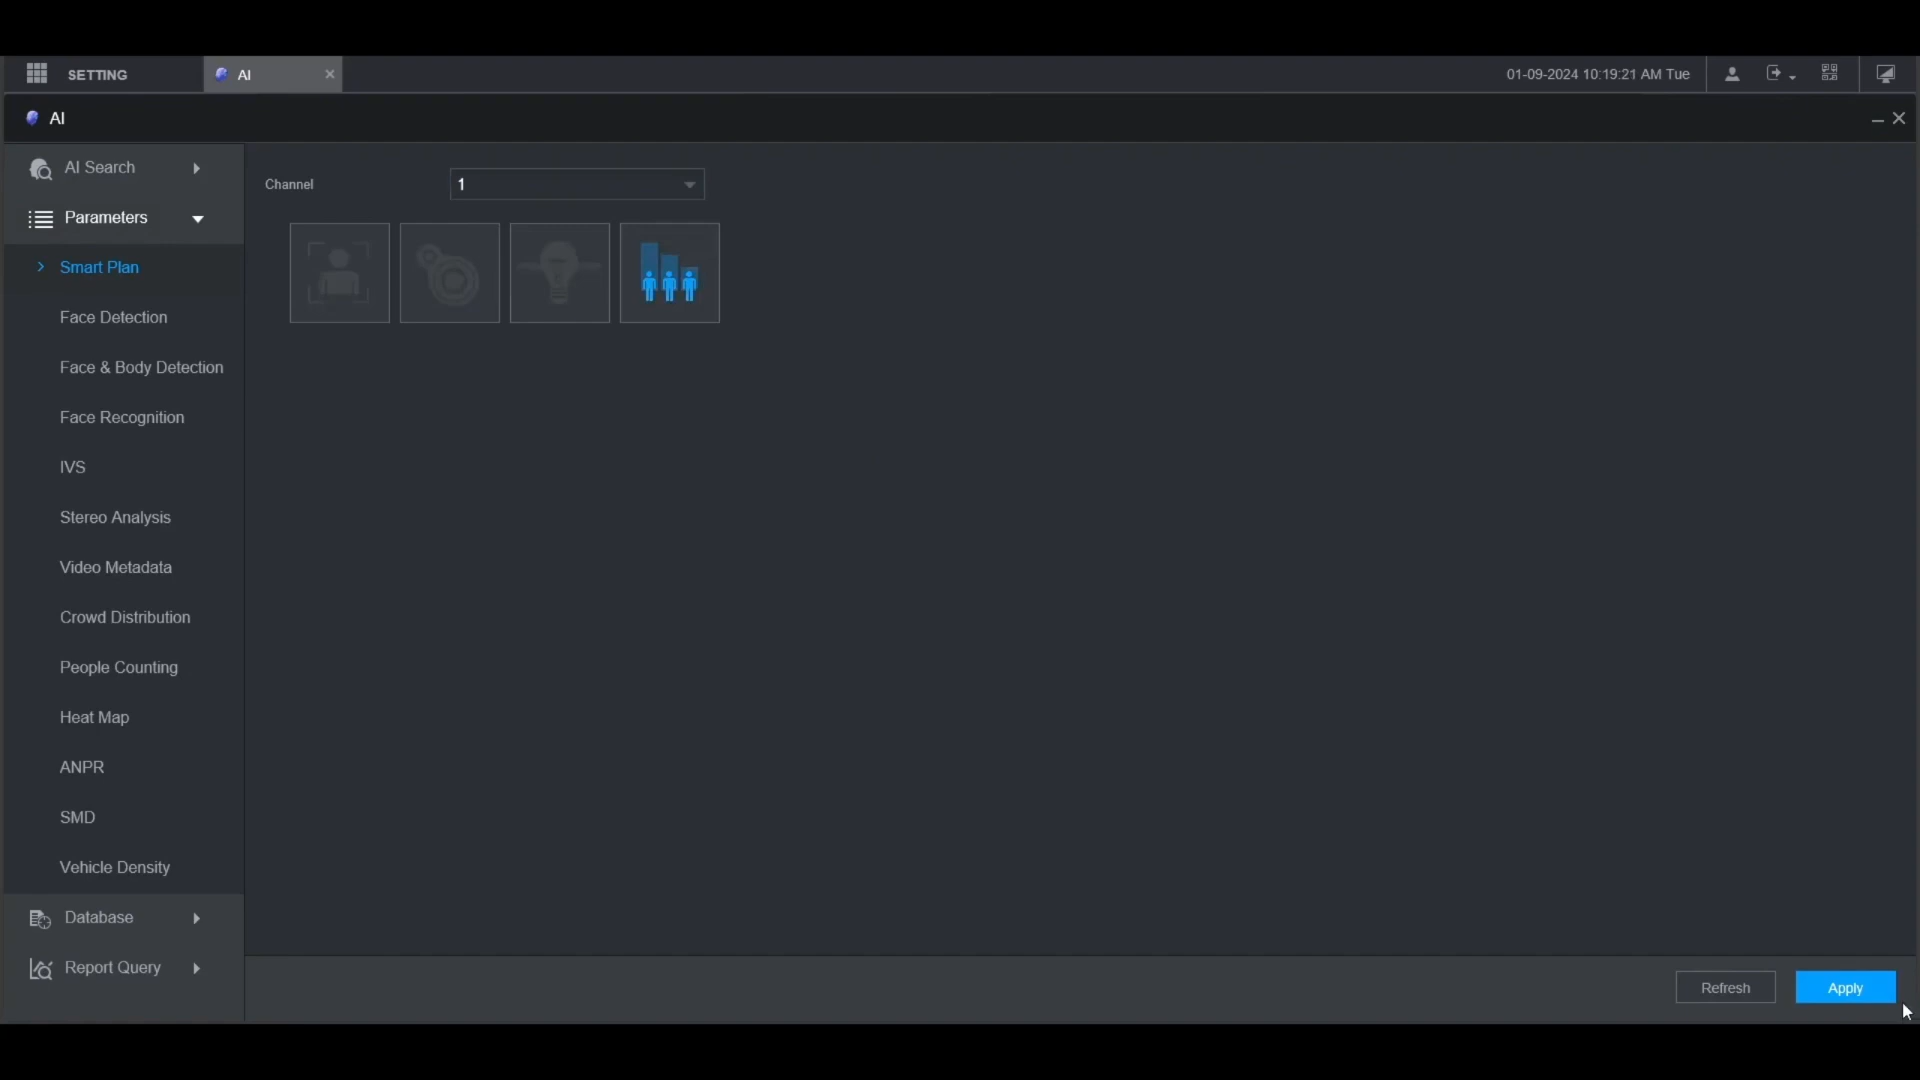 SETTING
AI
01-09-2024 10:19:21 AM Tue
AI
AI Search
Parameters
Smart Plan
Face Detection
Face & Body Detection
Face Recognition
IVS
Stereo Analysis
Video Metadata
Crowd Distribution
People Counting
Heat Map
ANPR
SMD
Vehicle Density
Database
Report Query
Channel
1
Refresh
Apply